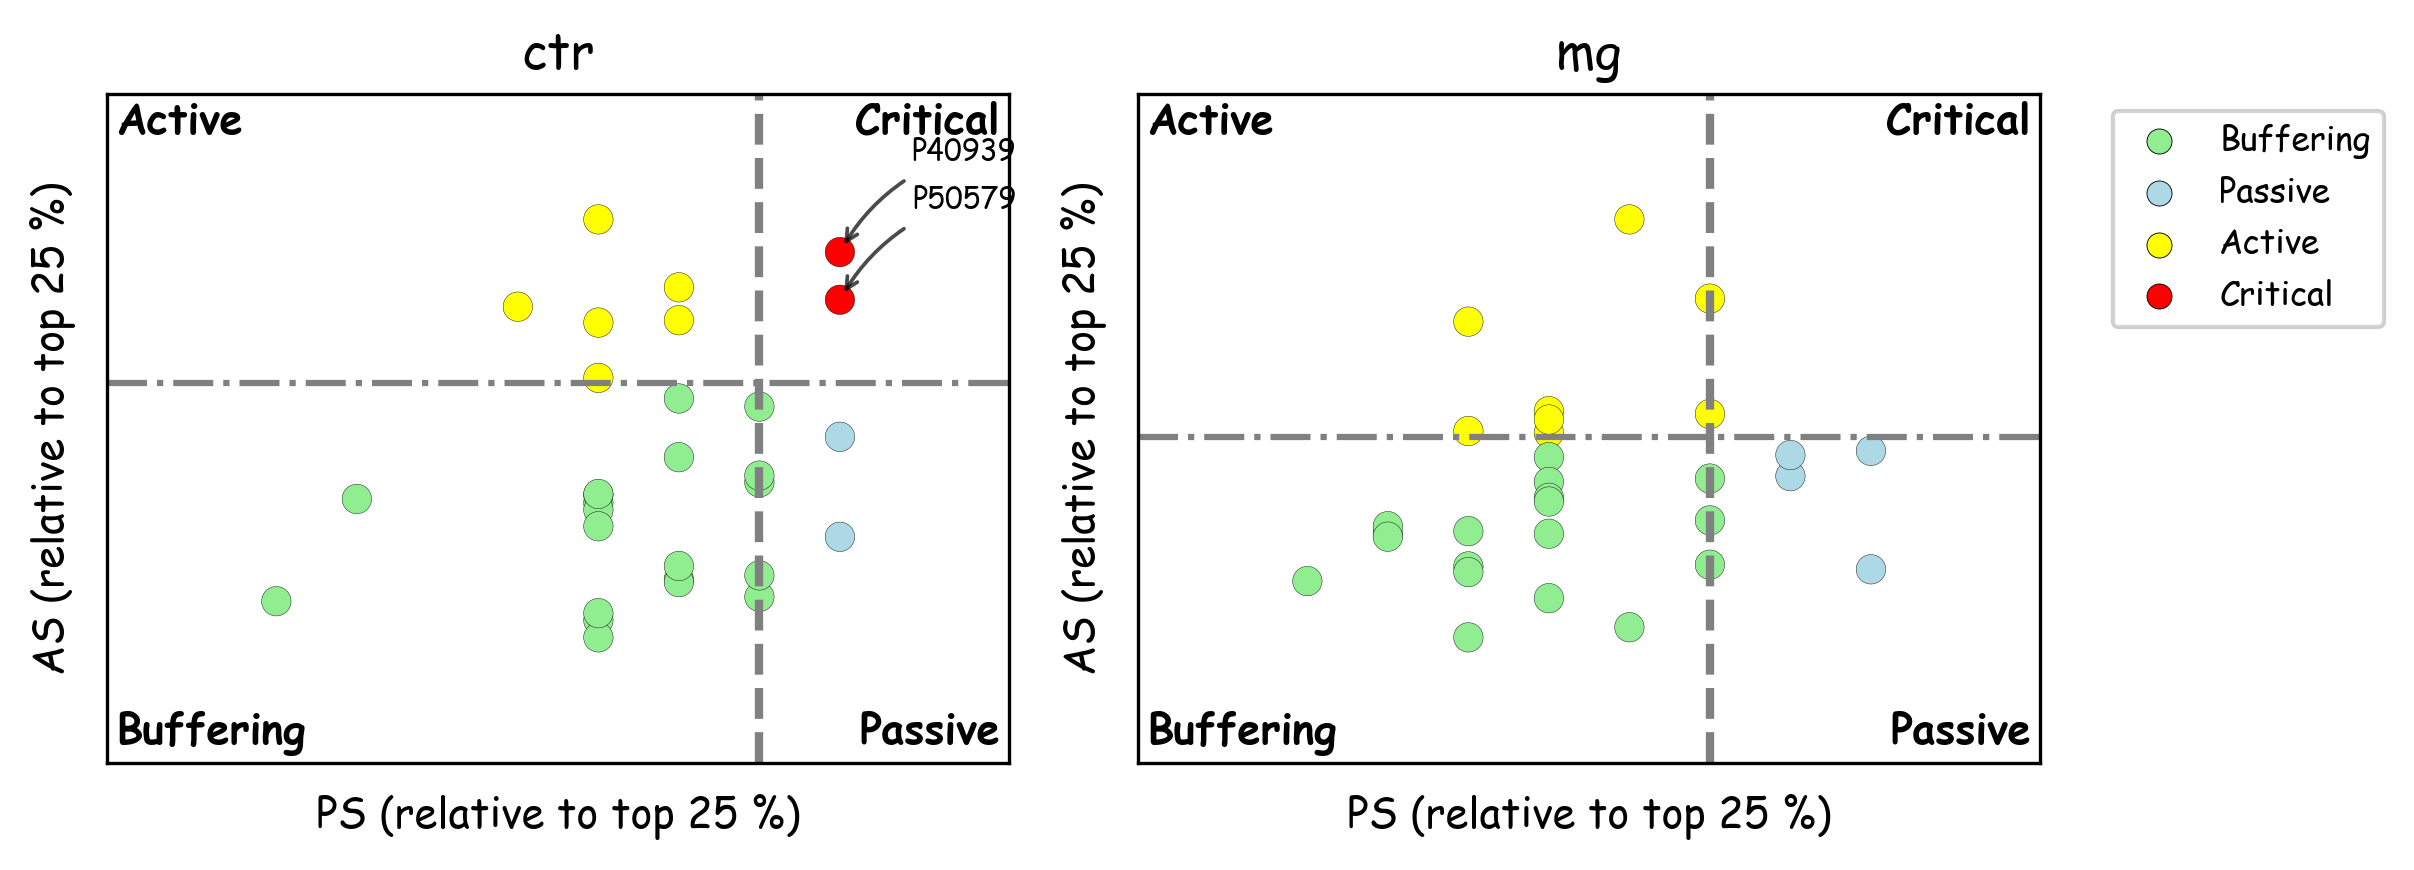 ctr
Active
Critical
P40939
P50579
Buffering
Passive
AS (relative to top 25 %)
PS (relative to top 25 %)
mg
Active
Critical
Buffering
Passive
AS (relative to top 25 %)
PS (relative to top 25 %)
Buffering
Passive
Active
Critical